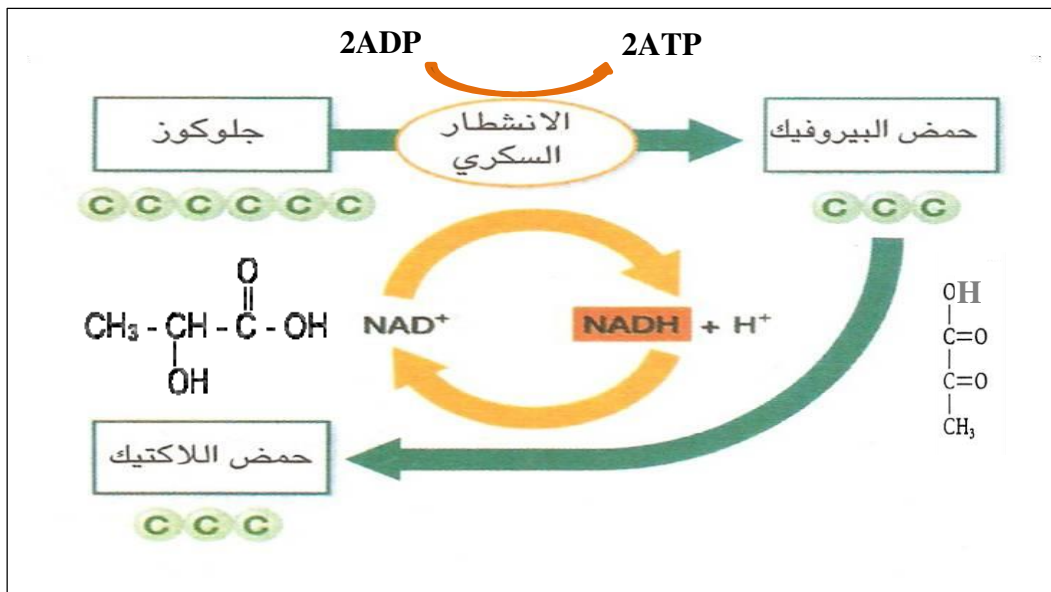 2ADP 2ATP
جلوكوز
الانشطار
السكري
حمض البيروفيك
C C C C C C
C C C
O
CH₃ - CH - C - OH
OH
NAD⁺
NADH + H⁺
OH
C=O
C=O
CH₃
حمض اللاكتيك
C C C